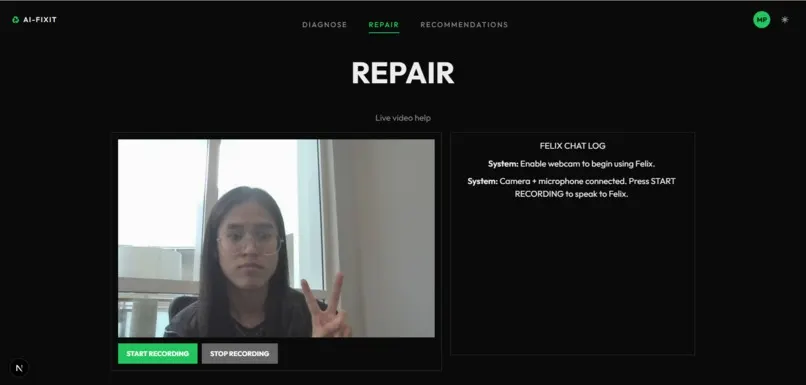 AI-FIXIT
DIAGNOSE
REPAIR
RECOMMENDATIONS
MP
REPAIR
Live video help
FELIX CHAT LOG
System: Enable webcam to begin using Felix.
System: Camera + microphone connected. Press START
RECORDING to speak to Felix.
START RECORDING
STOP RECORDING
N